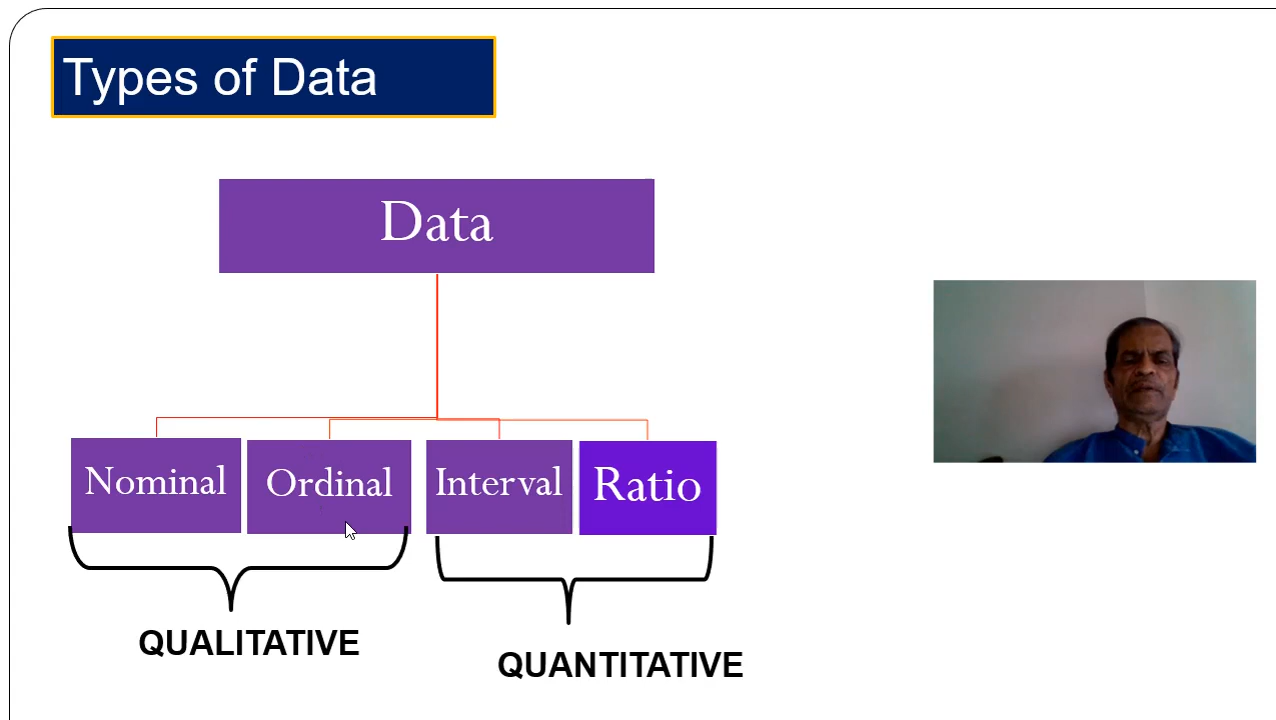 Types of Data
Data
Nominal
Ordinal
Interval
Ratio
QUALITATIVE
QUANTITATIVE